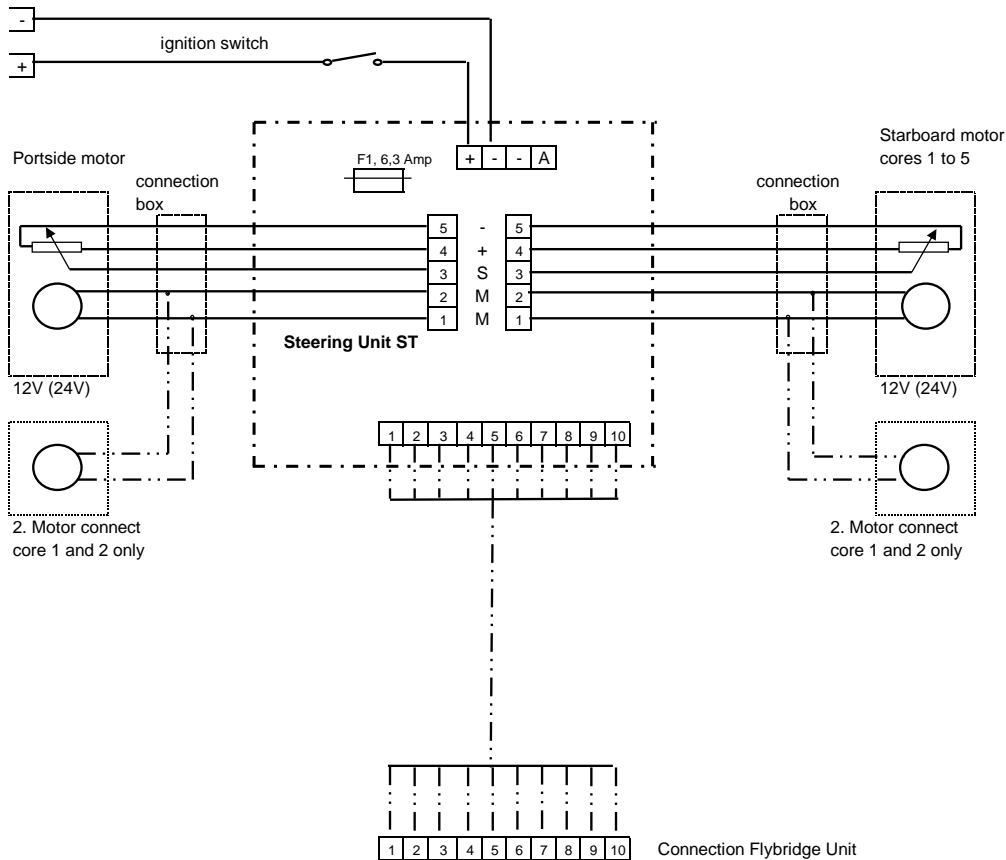 -
ignition switch
+
Starboard motor
cores 1 to 5
Portside motor
F1, 6,3 Amp
+ - - A
connection
box
connection
box
5 - 5
4 + 4
3 S 3
2 M 2
1 M 1
Steering Unit ST
12V (24V)
12V (24V)
1 2 3 4 5 6 7 8 9 10
2. Motor connect
core 1 and 2 only
2. Motor connect
core 1 and 2 only
1 2 3 4 5 6 7 8 9 10 Connection Flybridge Unit